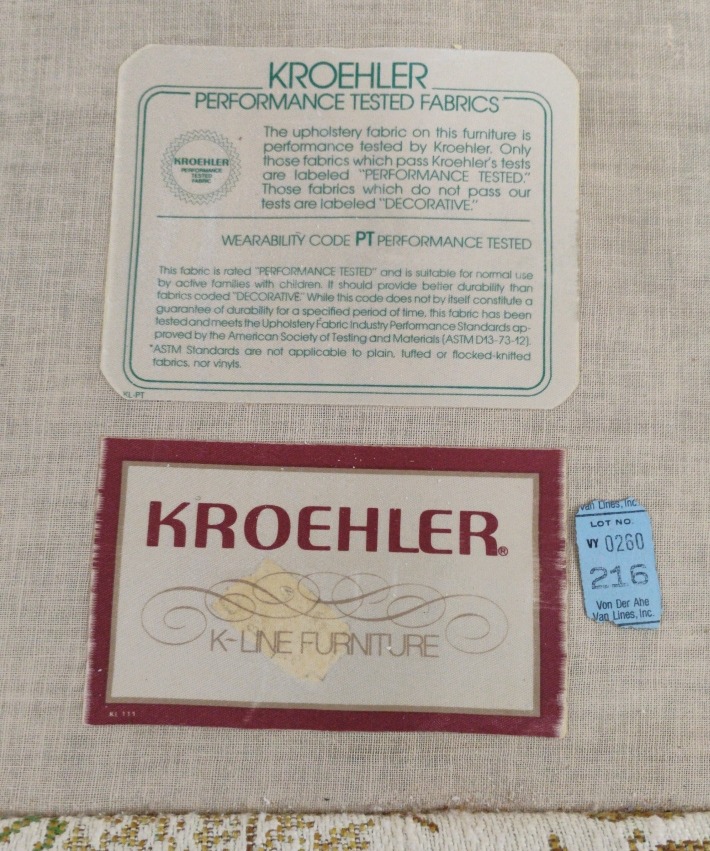 KROEHLER
PERFORMANCE TESTED FABRICS
KROEHLER
PERFORMANCE
TESTED
FABRIC
The upholstery fabric on this furniture is
performance tested by Kroehler. Only
those fabrics which pass Kroehler's tests
are labeled "PERFORMANCE TESTED."
Those fabrics which do not pass our
tests are labeled "DECORATIVE."
WEARABILITY CODE PT PERFORMANCE TESTED
This fabric is rated "PERFORMANCE TESTED" and is suitable for normal use
by active families with children. It should provide better durability than
fabrics coded "DECORATIVE." While this code does not by itself constitute a
guarantee of durability for a specified period of time, this fabric has been
tested and meets the Upholstery Fabric Industry Performance Standards ap-
proved by the American Society of Testing and Materials (ASTM D13-73-12).
*ASTM Standards are not applicable to plain, tufted or flocked-knitted
fabrics, nor vinyls.
KL-PT
KROEHLER®
K-LINE FURNITURE
KL 111
Van Lines, Inc.
LOT NO.
VY 0260
216
Von Der Ahe
Van Lines, Inc.